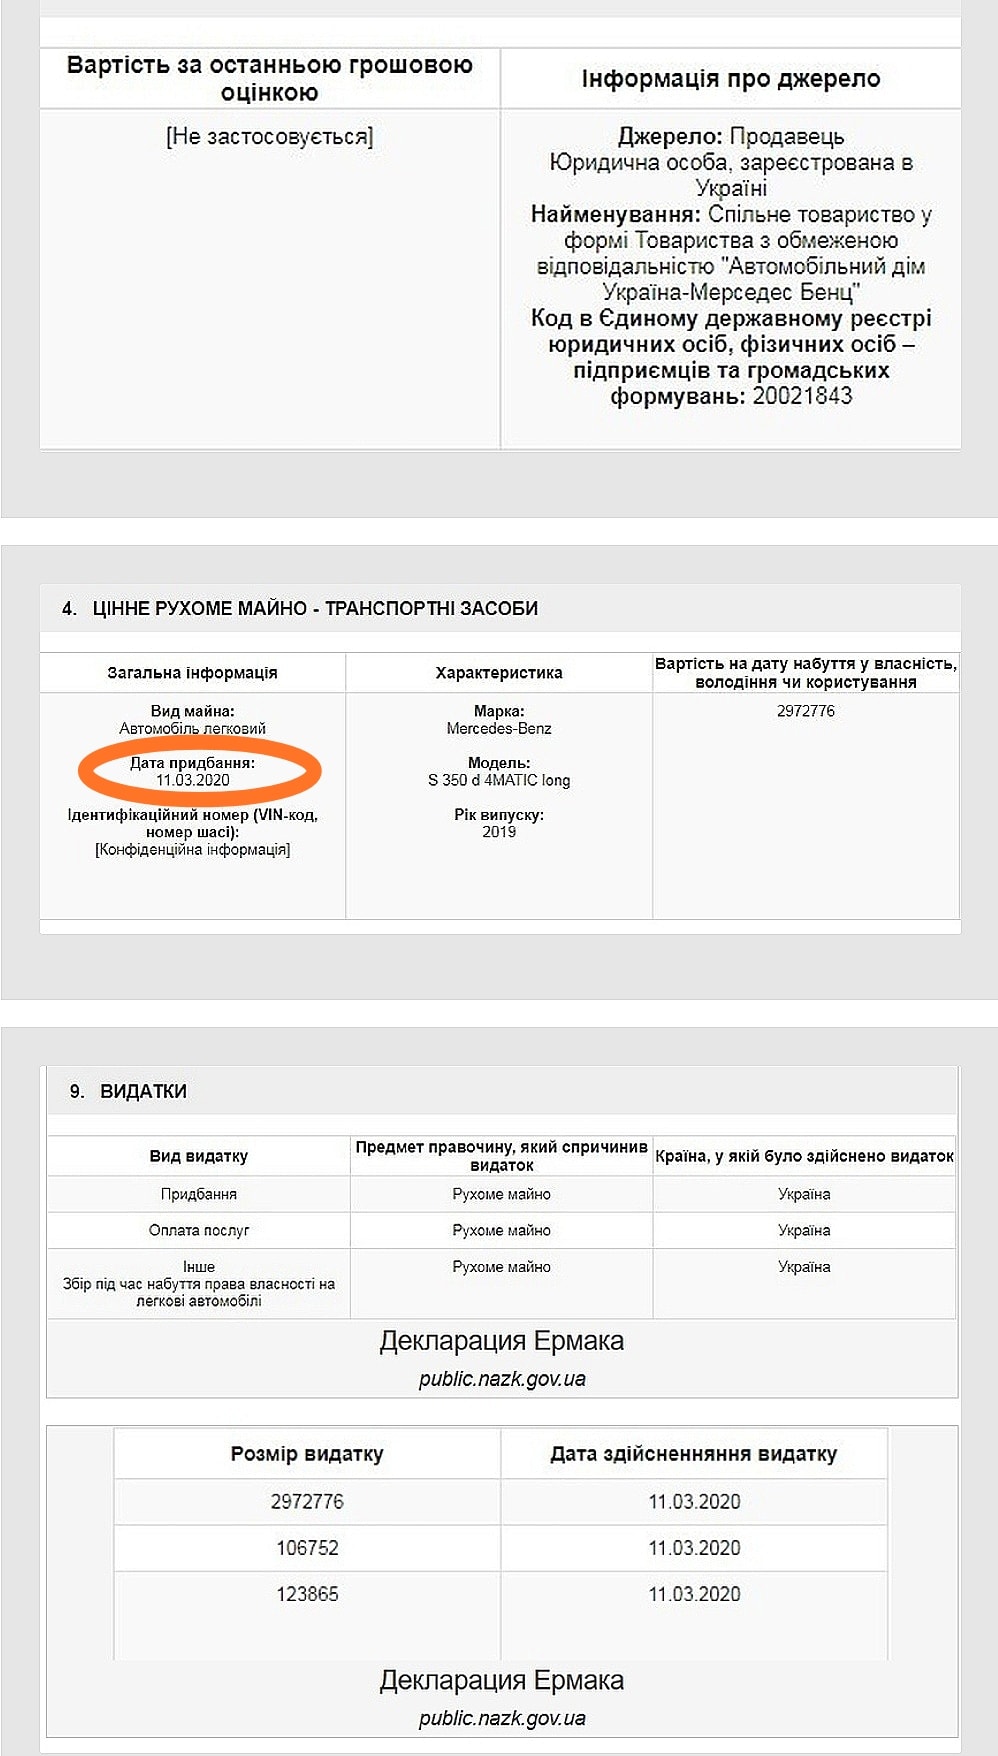 Вартість за останньою грошовою
оцінкою
Інформація про джерело
[Не застосовується]
Джерело: Продавець
Юридична особа, зареєстрована в
Україні
Найменування: Спільне товариство у
формі Товариства з обмеженою
відповідальністю "Автомобільний дім
Україна-Мерседес Бенц"
Код в Єдиному державному реєстрі
юридичних осіб, фізичних осіб –
підприємців та громадських
формувань: 20021843
4. ЦІННЕ РУХОМЕ МАЙНО - ТРАНСПОРТНІ ЗАСОБИ
Загальна інформація
Характеристика
Вартість на дату набуття у власність,
володіння чи користування
Вид майна:
Автомобіль легковий
Дата придбання:
11.03.2020
Ідентифікаційний номер (VIN-код,
номер шасі):
[Конфіденційна інформація]
Марка:
Mercedes-Benz
Модель:
S 350 d 4MATIC long
Рік випуску:
2019
2972776
9. ВИДАТКИ
Вид видатку
Предмет правочину, який спричинив
видаток
Країна, у якій було здійснено видаток
Придбання
Рухоме майно
Україна
Оплата послуг
Рухоме майно
Україна
Інше
Збір під час набуття права власності на
легкові автомобілі
Рухоме майно
Україна
Декларация Ермака
public.nazk.gov.ua
Розмір видатку
Дата здійсненняння видатку
2972776
11.03.2020
106752
11.03.2020
123865
11.03.2020
Декларация Ермака
public.nazk.gov.ua